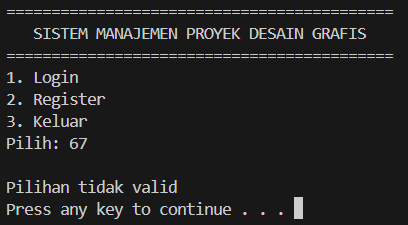 ===========================================
SISTEM MANAJEMEN PROYEK DESAIN GRAFIS
===========================================
1. Login
2. Register
3. Keluar
Pilih: 67
Pilihan tidak valid
Press any key to continue . . .